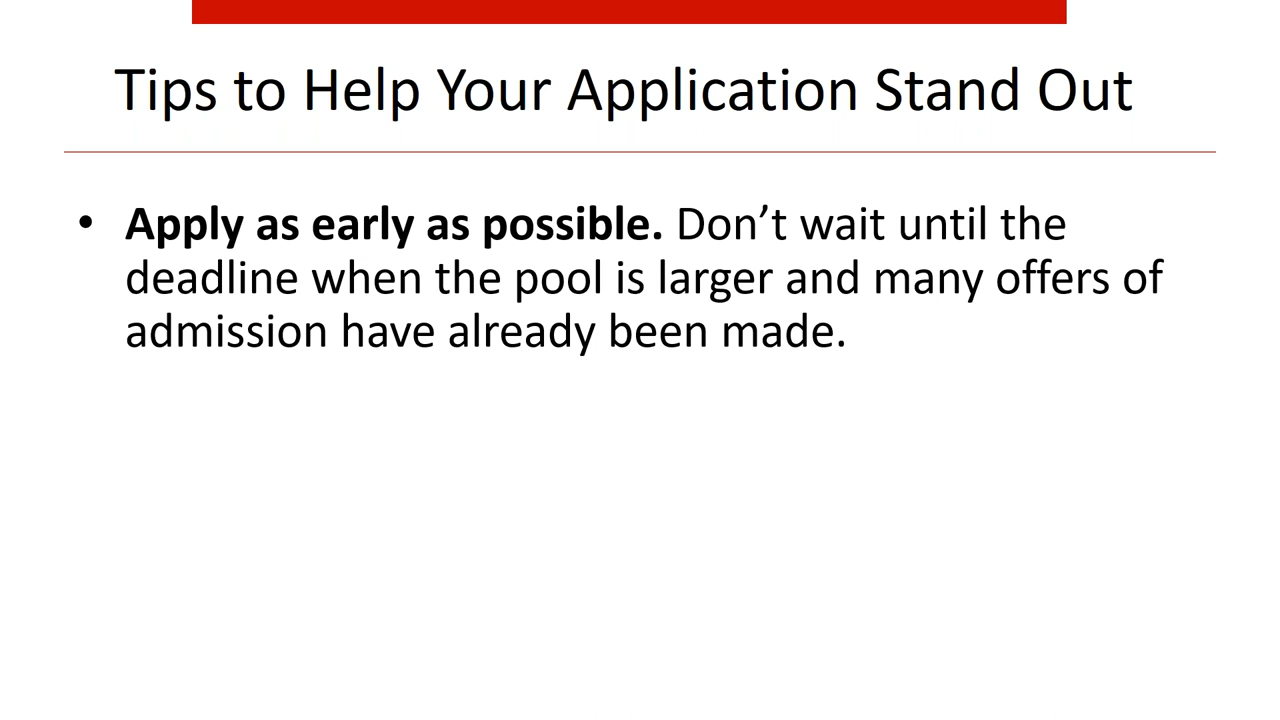 Tips to Help Your Application Stand Out
• Apply as early as possible. Don’t wait until the
deadline when the pool is larger and many offers of
admission have already been made.